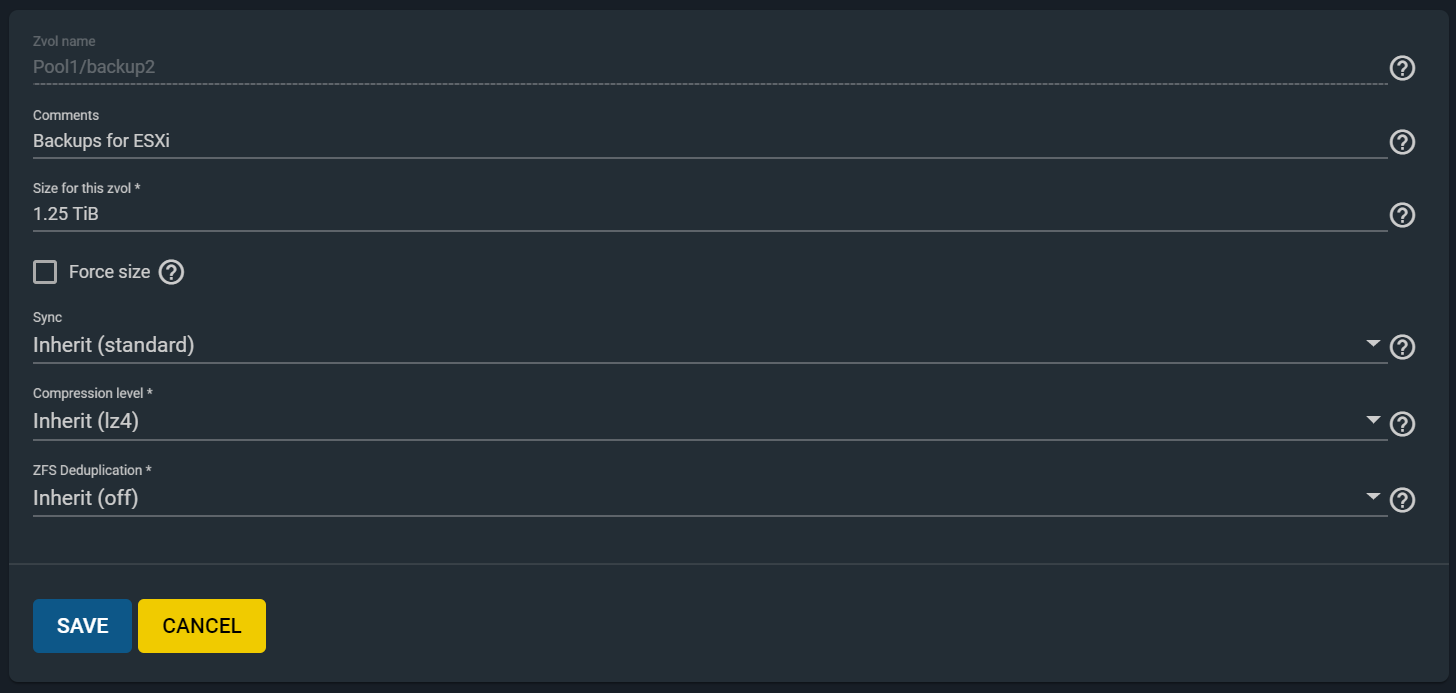 Zvol name
Pool1/backup2
Comments
Backups for ESXi
Size for this zvol *
1.25 TiB
Force size
Sync
Inherit (standard)
Compression level *
Inherit (lz4)
ZFS Deduplication *
Inherit (off)
SAVE CANCEL